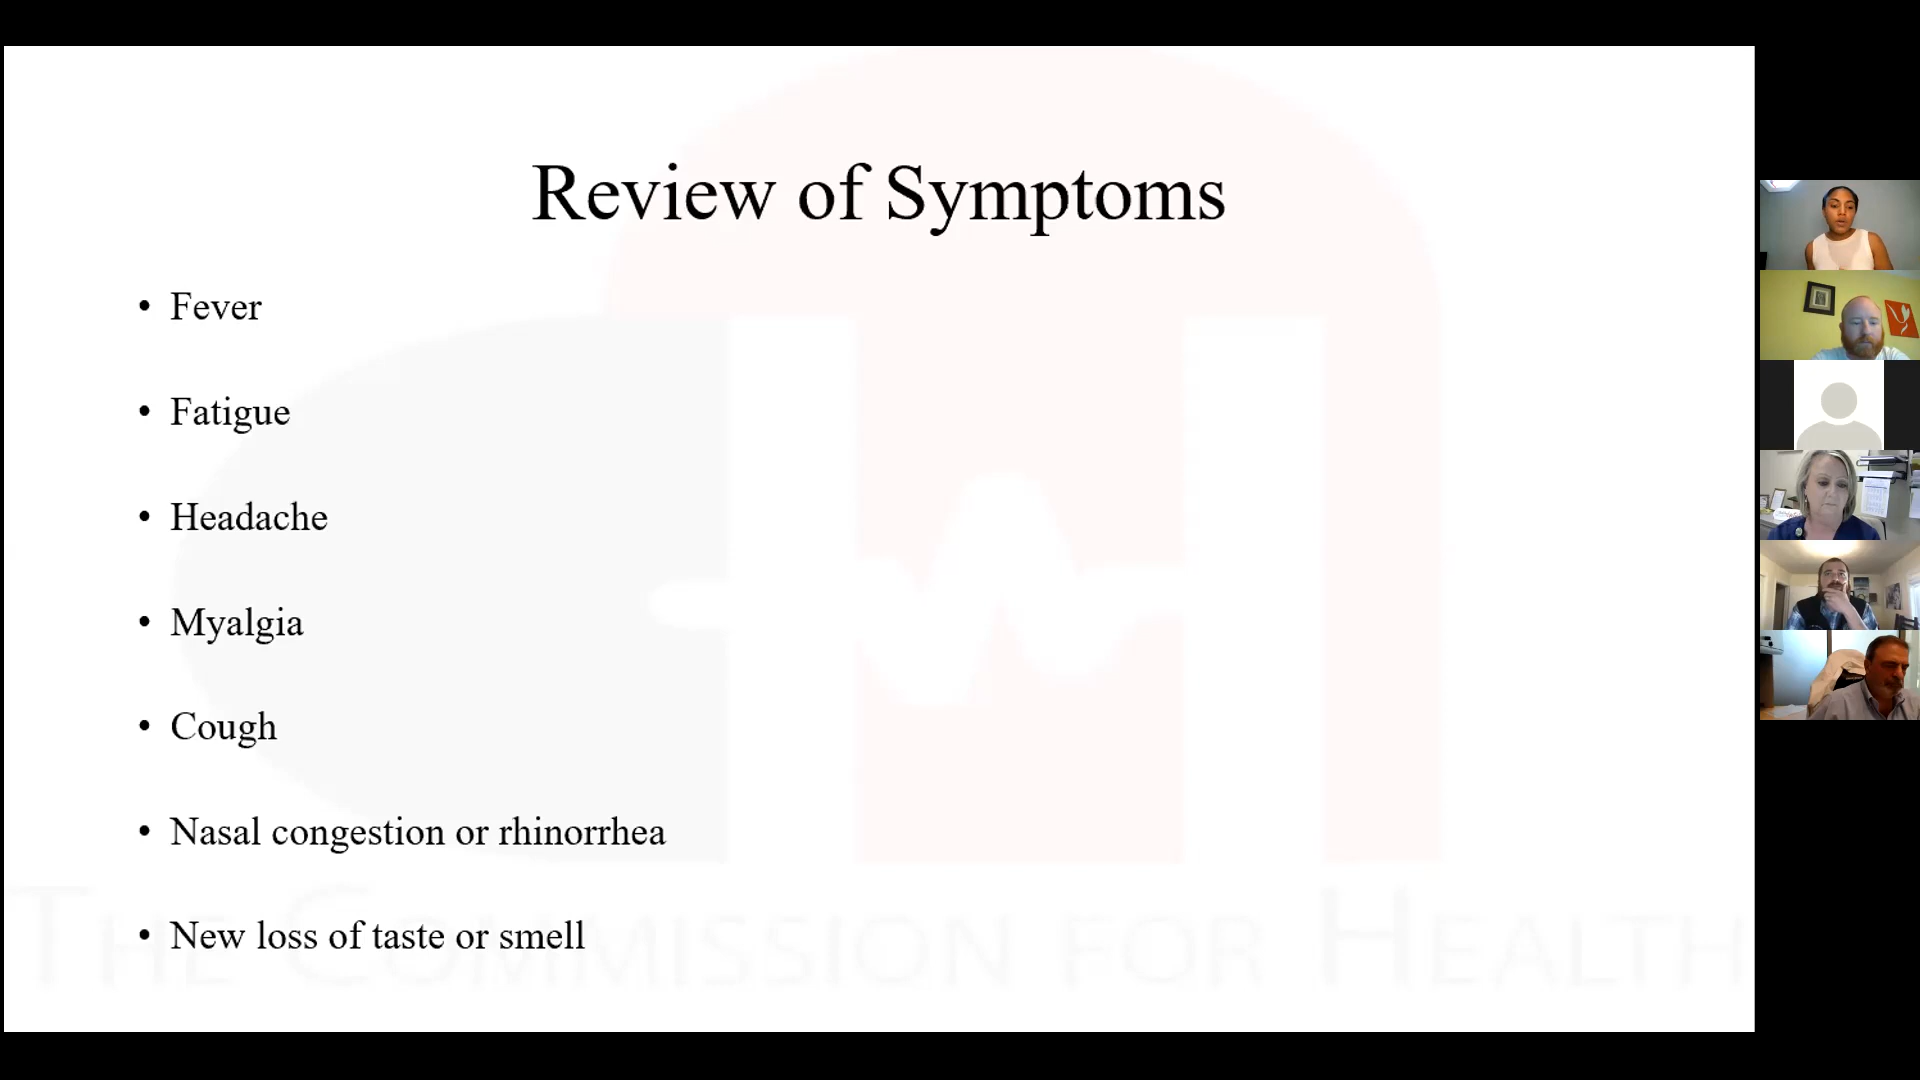 Review of Symptoms
• Fever
• Fatigue
• Headache
• Myalgia
• Cough
• Nasal congestion or rhinorrhea
• New loss of taste or smell
THE COMMISSION FOR HEALTH